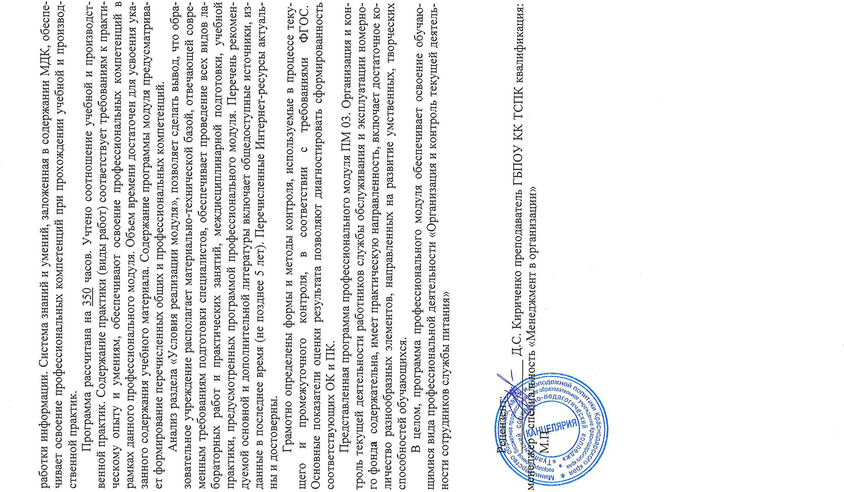 работки информации. Система знаний и умений, заложенная в содержании МДК, обеспе-
чивает освоение профессиональных компетенций при прохождении учебной и производ-
ственной практик.
Программа рассчитана на 350 часов. Учтено соотношение учебной и производст-
венной практик. Содержание практики (виды работ) соответствует требованиям к практи-
ческому опыту и умениям, обеспечивают освоение профессиональных компетенций в
рамках данного профессионального модуля. Объем времени достаточен для усвоения ука-
занного содержания учебного материала. Содержание программы модуля предусматрива-
ет формирование перечисленных общих и профессиональных компетенций.
Анализ раздела «Условия реализации модуля», позволяет сделать вывод, что обра-
зовательное учреждение располагает материально-технической базой, отвечающей совре-
менным требованиям подготовки специалистов, обеспечивает проведение всех видов ла-
бораторных работ и практических занятий, междисциплинарной подготовки, учебной
практики, предусмотренных программой профессионального модуля. Перечень рекомен-
дуемой основной и дополнительной литературы включает общедоступные источники, из-
данные в последнее время (не позднее 5 лет). Перечисленные Интернет-ресурсы актуаль-
ны и достоверны.
Грамотно определены формы и методы контроля, используемые в процессе теку-
щего и промежуточного контроля, в соответствии с требованиями ФГОС.
Основные показатели оценки результата позволяют диагностировать сформированность
соответствующих ОК и ПК.
Представленная программа профессионального модуля ПМ 03. Организация и кон-
троль текущей деятельности работников службы обслуживания и эксплуатации номерно-
го фонда содержательна, имеет практическую направленность, включает достаточное ко-
личество разнообразных элементов, направленных на развитие умственных, творческих
способностей обучающихся.
В целом, программа профессионального модуля обеспечивает освоение обучаю-
щимися вида профессиональной деятельности «Организация и контроль текущей деятель-
ности сотрудников службы питания»
Рецензент: Д.С. Кириченко преподаватель ГБПОУ КК ТСПК квалификация:
менеджер, специальность «Менеджмент в организации»
М.П.
КАНЦЕЛЯРИЯ